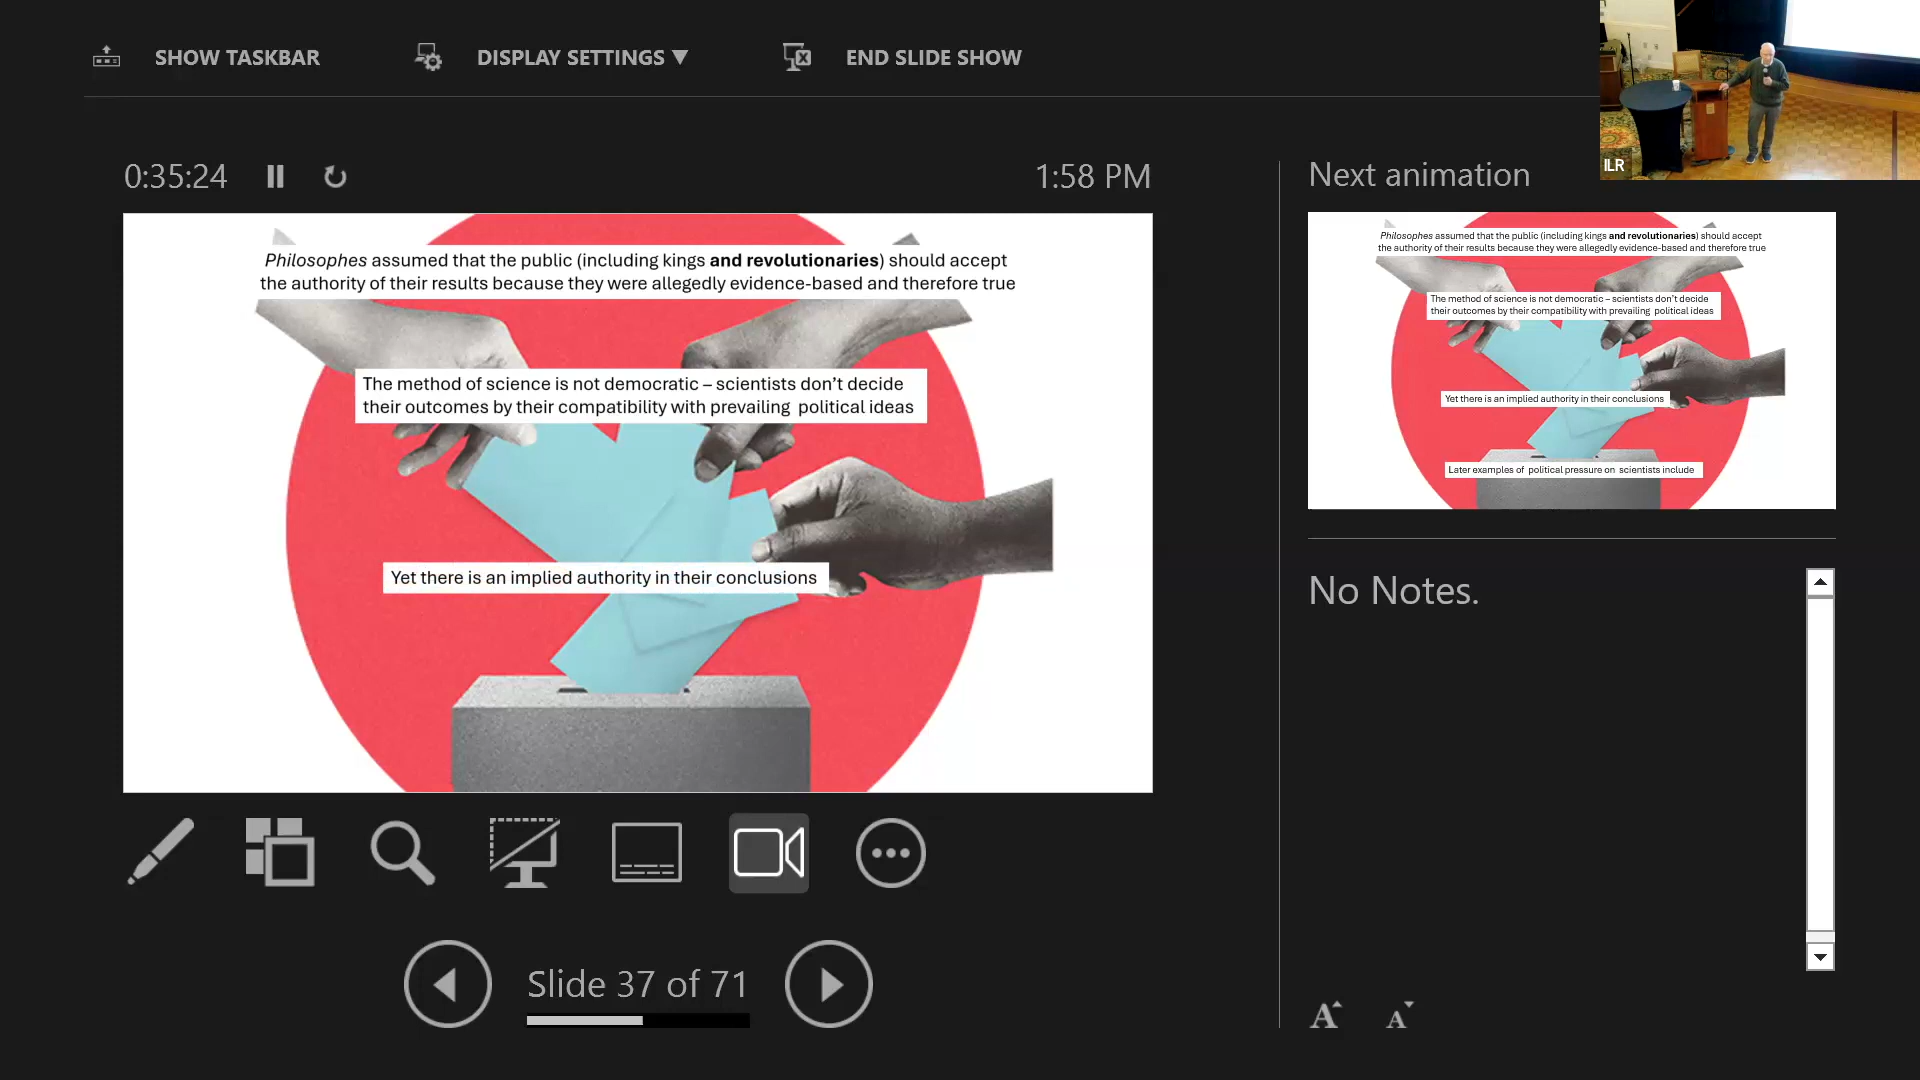 SHOW TASKBAR
DISPLAY SETTINGS ▼
END SLIDE SHOW
ILR
0:35:24
1:58 PM
Philosophes assumed that the public (including kings and revolutionaries) should accept
the authority of their results because they were allegedly evidence-based and therefore true
The method of science is not democratic – scientists don't decide
their outcomes by their compatibility with prevailing political ideas
Yet there is an implied authority in their conclusions
Slide 37 of 71
Next animation
Philosophes assumed that the public (including kings and revolutionaries) should accept
the authority of their results because they were allegedly evidence-based and therefore true
The method of science is not democratic – scientists don't decide
their outcomes by their compatibility with prevailing political ideas
Yet there is an implied authority in their conclusions
Later examples of political pressure on scientists include
No Notes.
A A